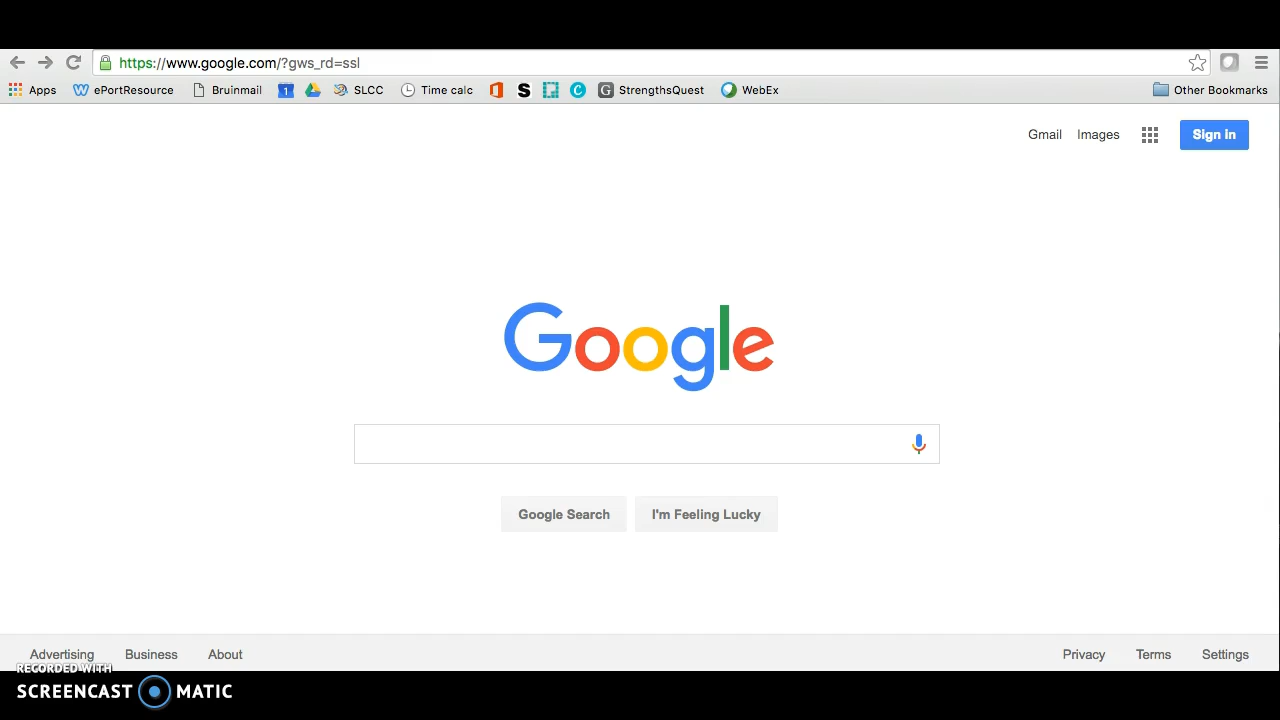 https://www.google.com/?gws_rd=ssl
Apps ePortResource Bruinmail 1 SLCC Time calc S C G StrengthsQuest WebEx Other Bookmarks
Gmail Images Sign in
Google
Google Search I'm Feeling Lucky
Advertising Business About Privacy Terms Settings
RECORDED WITH
SCREENCAST MATIC